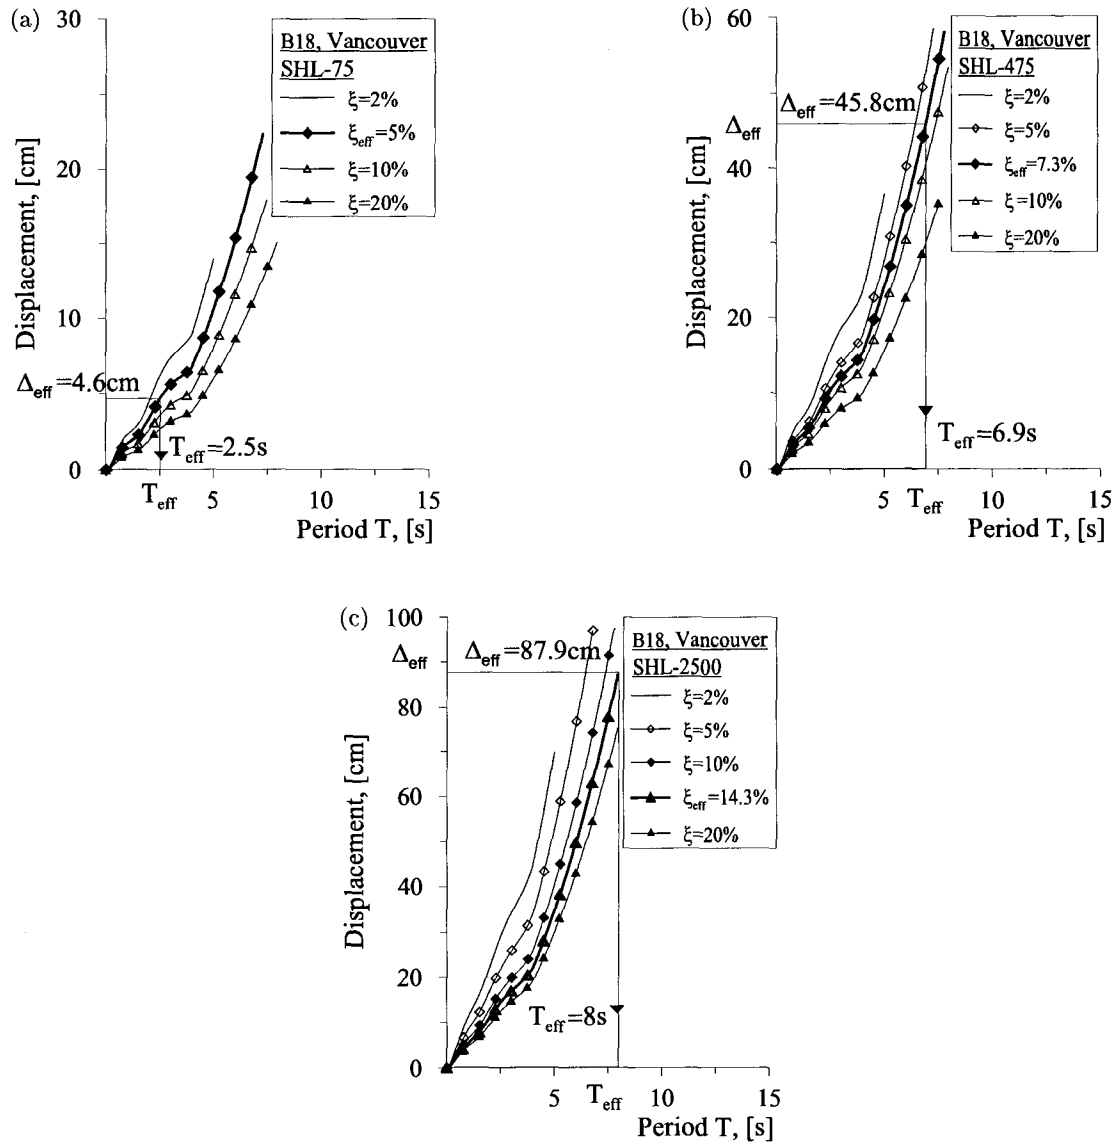 (a)
30
20
10
0
Displacement, [cm]
B18, Vancouver
SHL-75
ξ=2%
ξeff=5%
ξ=10%
ξ=20%
Δeff=4.6cm
Teff=2.5s
Teff
5
10
15
Period T, [s]
(b)
60
40
20
0
Displacement, [cm]
B18, Vancouver
SHL-475
ξ=2%
ξ=5%
ξeff=7.3%
ξ=10%
ξ=20%
Δeff=45.8cm
Δeff
Teff=6.9s
5
Teff
10
15
Period T, [s]
(c)
100
80
60
40
20
0
Displacement, [cm]
Δeff
Δeff=87.9cm
B18, Vancouver
SHL-2500
ξ=2%
ξ=5%
ξ=10%
ξeff=14.3%
ξ=20%
Teff=8s
5
Teff
10
15
Period T, [s]